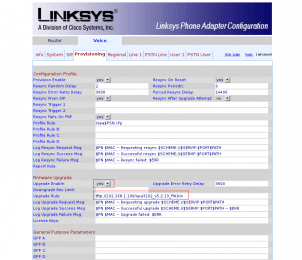 LINKSYS
A Division of Cisco Systems, Inc.
Linksys Phone Adapter Configuration
Router Voice
Info System SIP Provisioning Regional Line 1 PSTN Line User 1 PSTN User
Configuration Profile
Provision Enable: yes Resync On Reset: yes
Resync Random Delay: 2 Resync Periodic: 0
Resync Error Retry Delay: 3600 Forced Resync Delay: 14400
Resync From SIP: yes Resync After Upgrade Attempt: no
Resync Trigger 1:
Resync Trigger 2:
Resync Fails On FNF: yes
Profile Rule: /spa$PSN.cfg
Profile Rule B:
Profile Rule C:
Profile Rule D:
Log Resync Request Msg: $PN $MAC -- Requesting resync $SCHEME://$SERVIP:$PORT$PATH
Log Resync Success Msg: $PN $MAC -- Successful resync $SCHEME://$SERVIP:$PORT$PATH
Log Resync Failure Msg: $PN $MAC -- Resync failed: $ERR
Report Rule:
Firmware Upgrade
Upgrade Enable: yes Upgrade Error Retry Delay: 3600
Downgrade Rev Limit:
Upgrade Rule:
Log Upgrade Request Msg: $PN $MAC -- Requesting upgrade $SCHEME://$SERVIP:$PORT$PATH
Log Upgrade Success Msg: $PN $MAC -- Successful upgrade $SCHEME://$SERVIP:$PORT$PATH -- $ERR
Log Upgrade Failure Msg: $PN $MAC -- Upgrade failed: $ERR
License Keys:
General Purpose Parameters
GPP A:
GPP B:
GPP C: